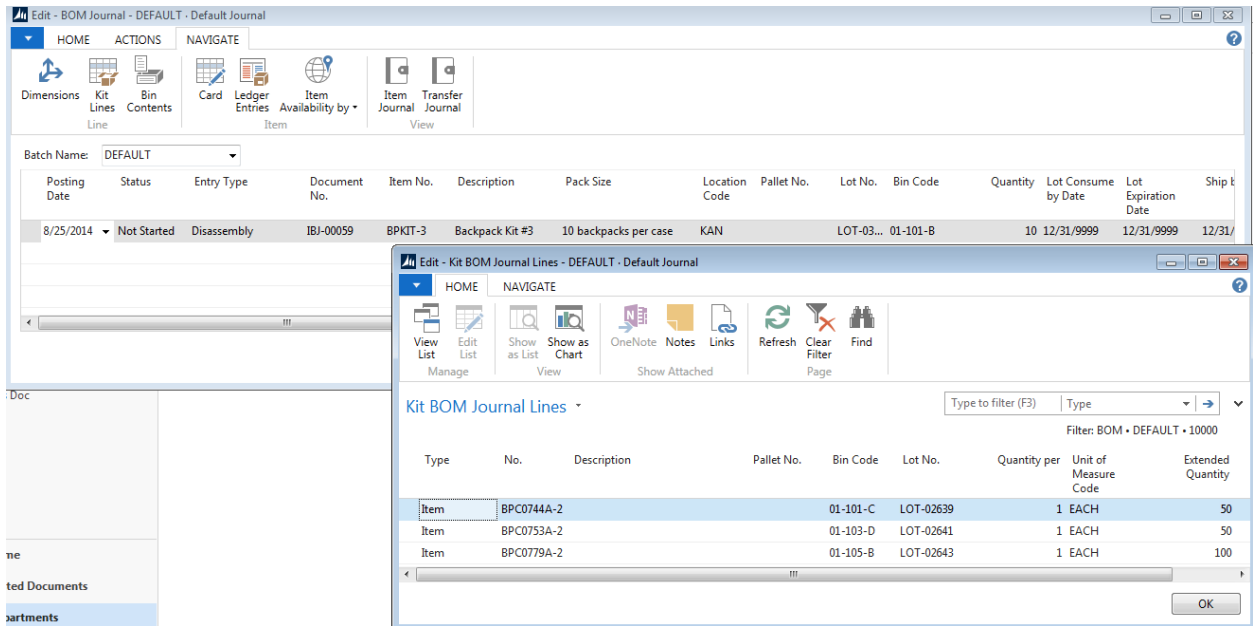 Edit - BOM Journal - DEFAULT · Default Journal
HOME ACTIONS NAVIGATE
Dimensions Kit Lines Bin Contents Card Ledger Entries Item Availability by Item Journal Transfer Journal
Line Item View
Batch Name: DEFAULT
Posting Date Status Entry Type Document No. Item No. Description Pack Size Location Code Pallet No. Lot No. Bin Code Quantity Lot Consume by Date Lot Expiration Date Ship b
8/25/2014 Not Started Disassembly IBJ-00059 BPKIT-3 Backpack Kit #3 10 backpacks per case KAN LOT-03... 01-101-B 10 12/31/9999 12/31/9999 12/31/
Edit - Kit BOM Journal Lines - DEFAULT · Default Journal
HOME NAVIGATE
View List Edit List Show as List Show as Chart OneNote Notes Links Refresh Clear Filter Find
Manage View Show Attached Page
Kit BOM Journal Lines
Type to filter (F3) Type
Filter: BOM • DEFAULT • 10000
Type No. Description Pallet No. Bin Code Lot No. Quantity per Unit of Measure Code Extended Quantity
Item BPC0744A-2 01-101-C LOT-02639 1 EACH 50
Item BPC0753A-2 01-103-D LOT-02641 1 EACH 50
Item BPC0779A-2 01-105-B LOT-02643 1 EACH 100
OK
Doc
me
ted Documents
partments